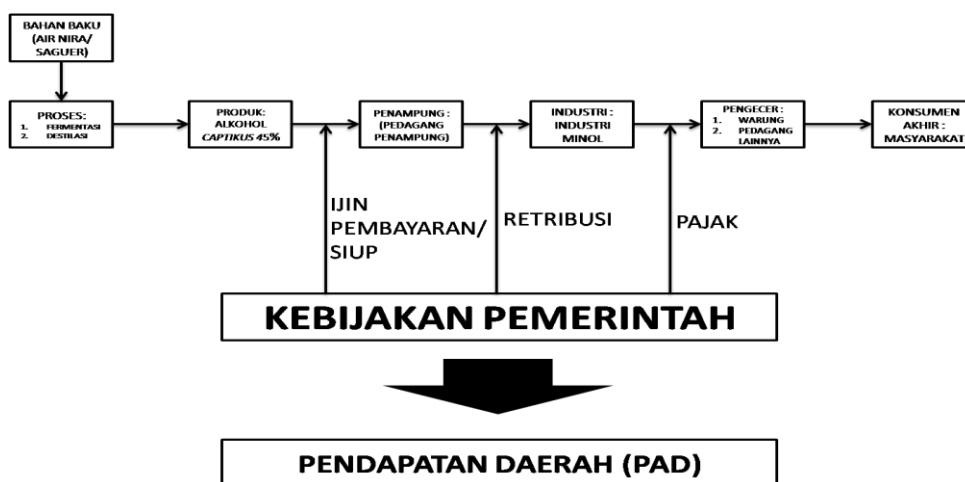 BAHAN BAKU
(AIR NIRA/
SAGUER)
PROSES:
1. FERMENTASI
2. DESTILASI
PRODUK:
ALKOHOL
CAPTIKUS 45%
PENAMPUNG :
(PEDAGANG
PENAMPUNG)
INDUSTRI :
INDUSTRI
MINOL
PENGECER :
1. WARUNG
2. PEDAGANG
LAINNYA
KONSUMEN
AKHIR :
MASYARAKAT
IJIN
PEMBAYARAN/
SIUP
RETRIBUSI
PAJAK
KEBIJAKAN PEMERINTAH
PENDAPATAN DAERAH (PAD)